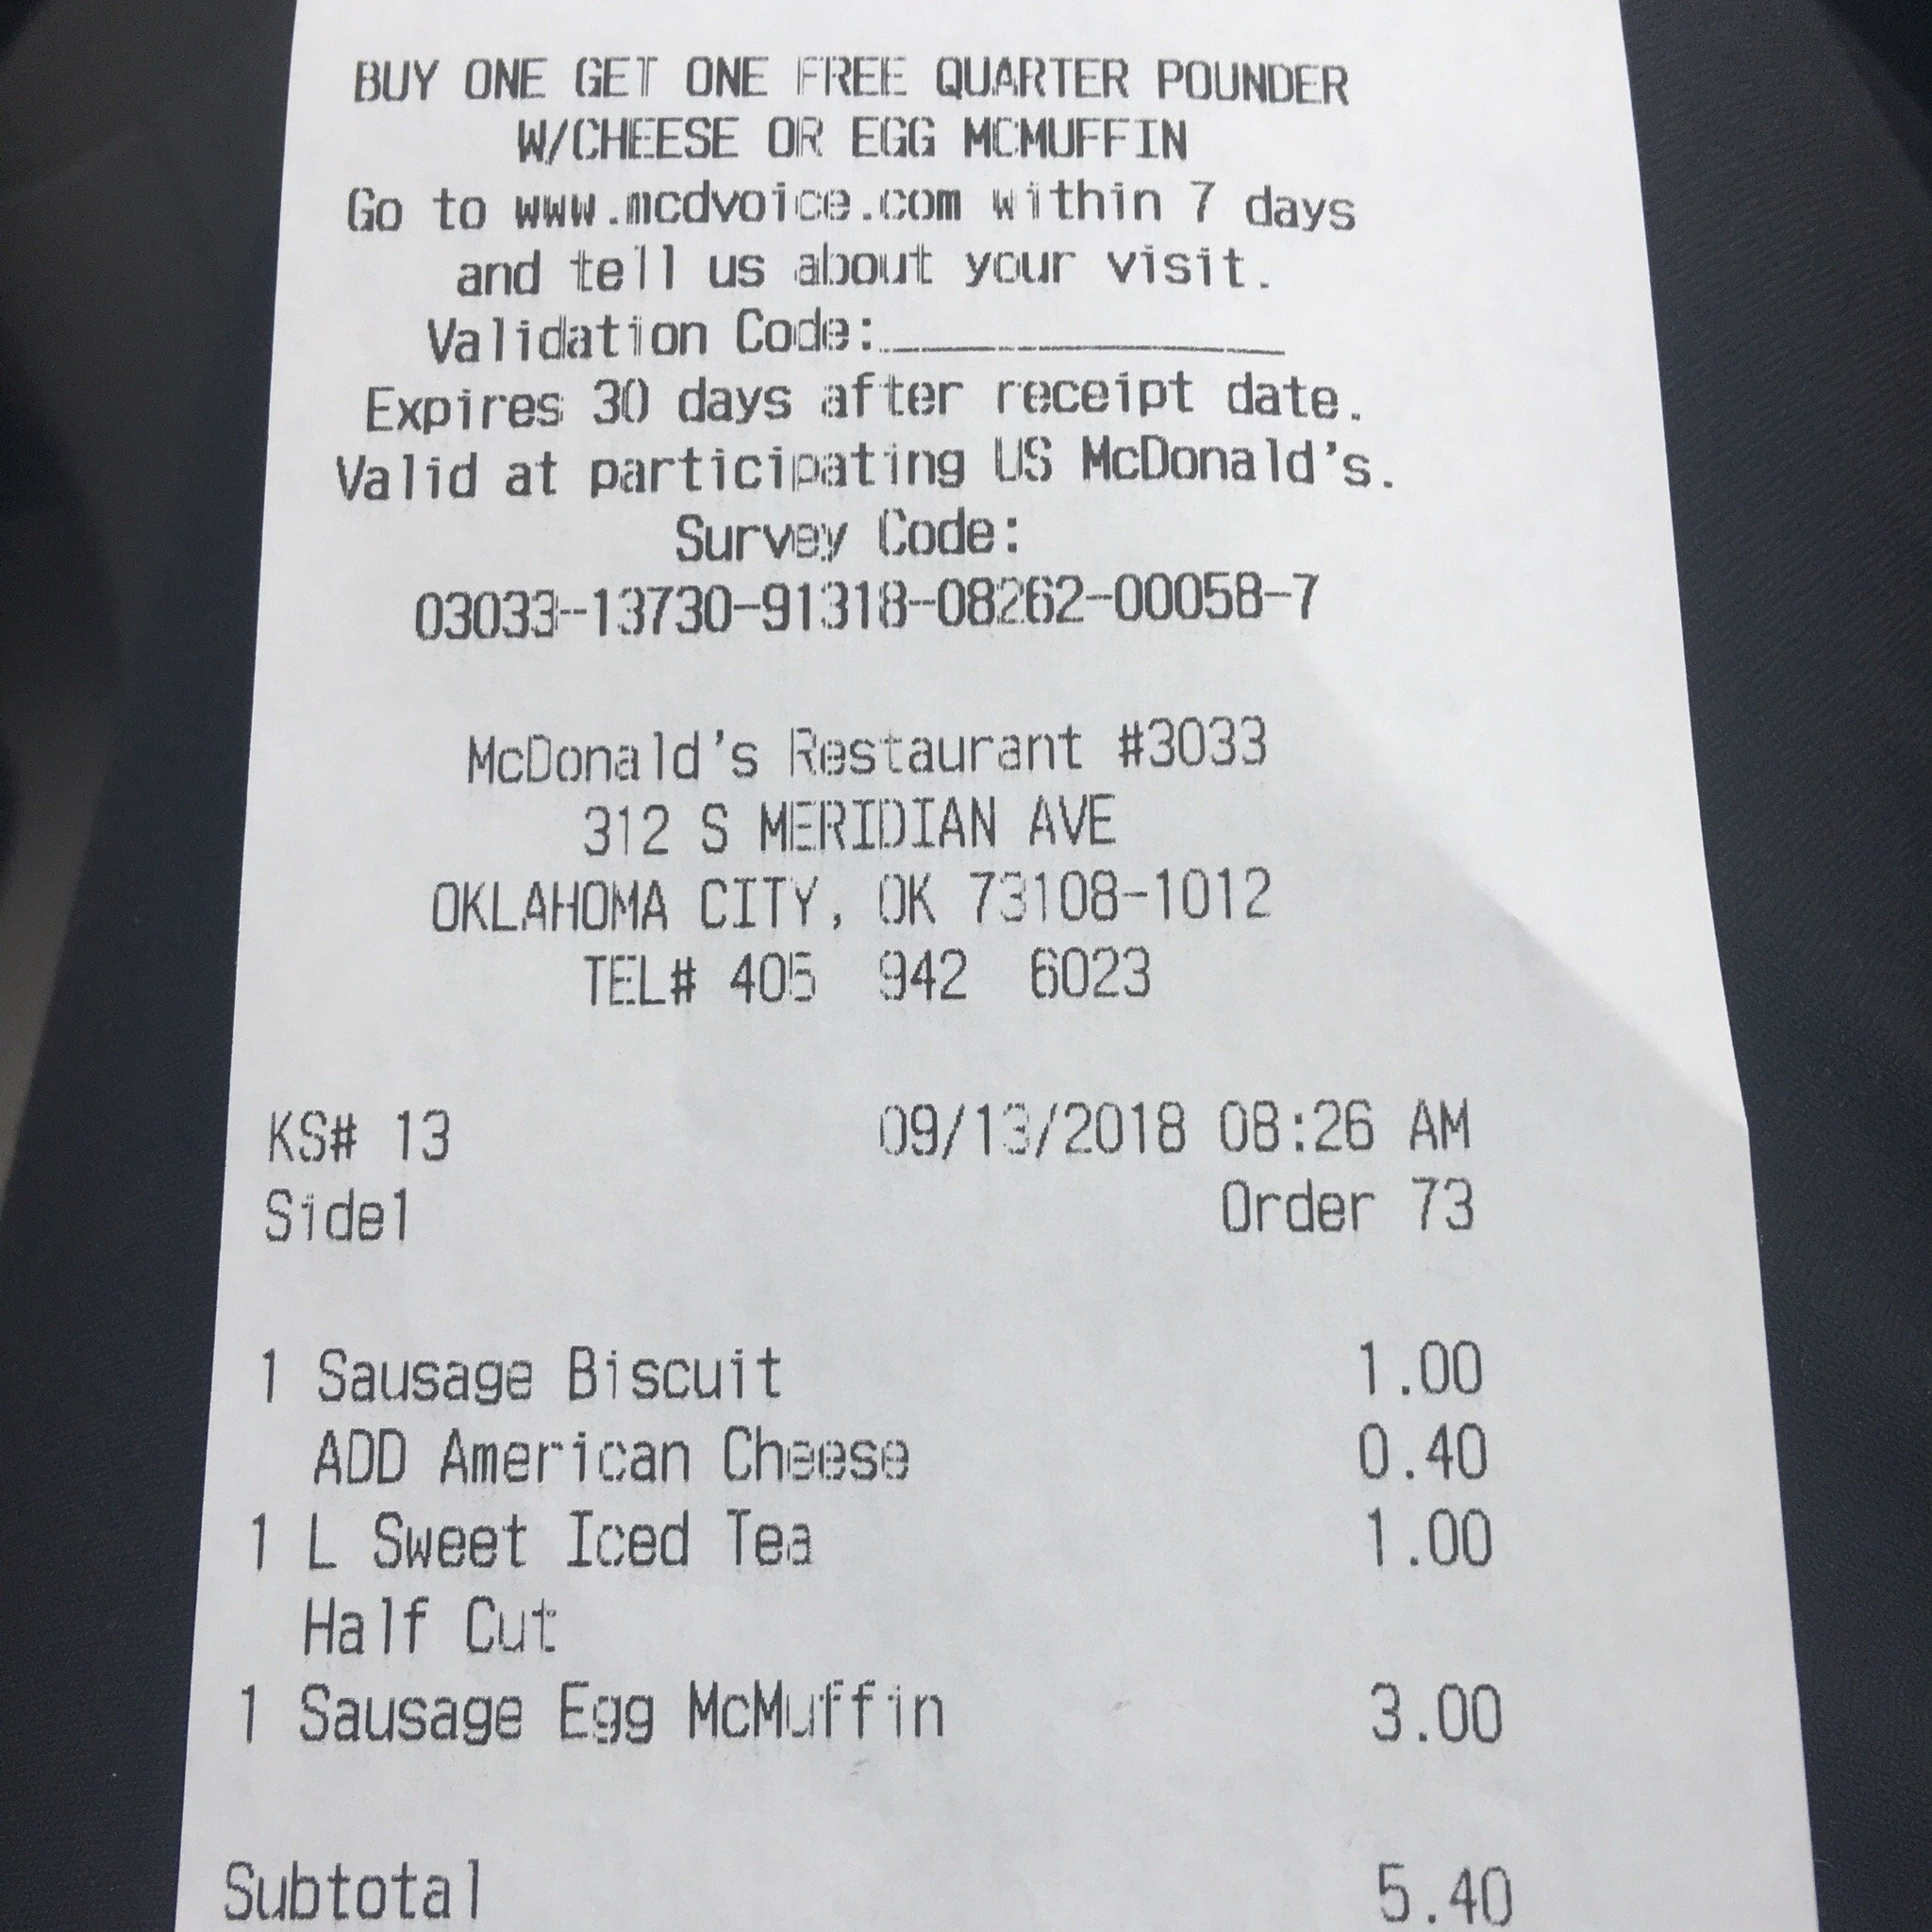 BUY ONE GET ONE FREE QUARTER POUNDER
W/CHEESE OR EGG MCMUFFIN
Go to www.mcdvoice.com within 7 days
and tell us about your visit.
Validation Code:______________
Expires 30 days after receipt date.
Valid at participating US McDonald's.
Survey Code:
03033-13730-91318-08262-00058-7
McDonald's Restaurant #3033
312 S MERIDIAN AVE
OKLAHOMA CITY, OK 73108-1012
TEL# 405 942 6023
KS# 13 09/13/2018 08:26 AM
Side1 Order 73
1 Sausage Biscuit 1.00
ADD American Cheese 0.40
1 L Sweet Iced Tea 1.00
Half Cut
1 Sausage Egg McMuffin 3.00
Subtotal 5.40